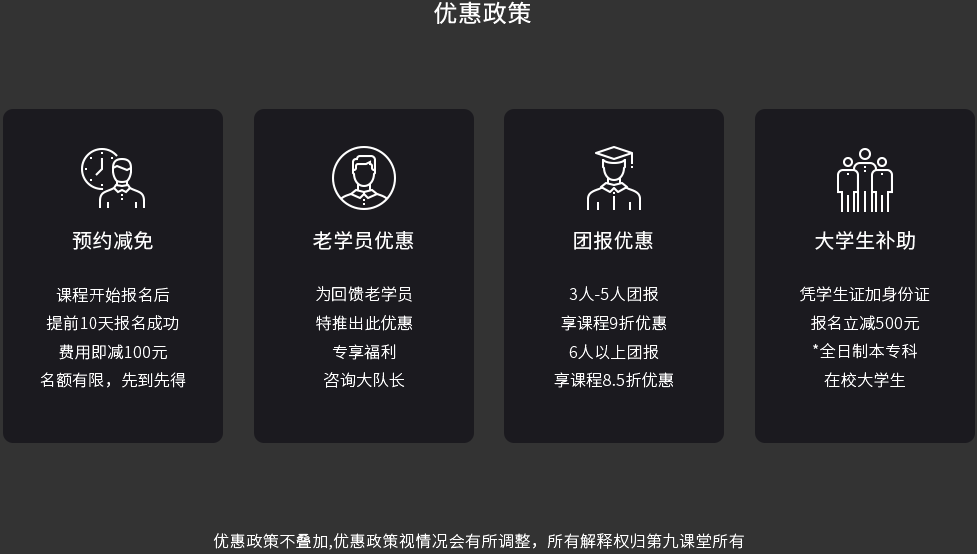 优惠政策
预约减免
课程开始报名后
提前10天报名成功
费用即减100元
名额有限，先到先得
老学员优惠
为回馈老学员
特推出此优惠
专享福利
咨询大队长
团报优惠
3人-5人团报
享课程9折优惠
6人以上团报
享课程8.5折优惠
大学生补助
凭学生证加身份证
报名立减500元
*全日制本专科
在校大学生
优惠政策不叠加,优惠政策视情况会有所调整，所有解释权归第九课堂所有